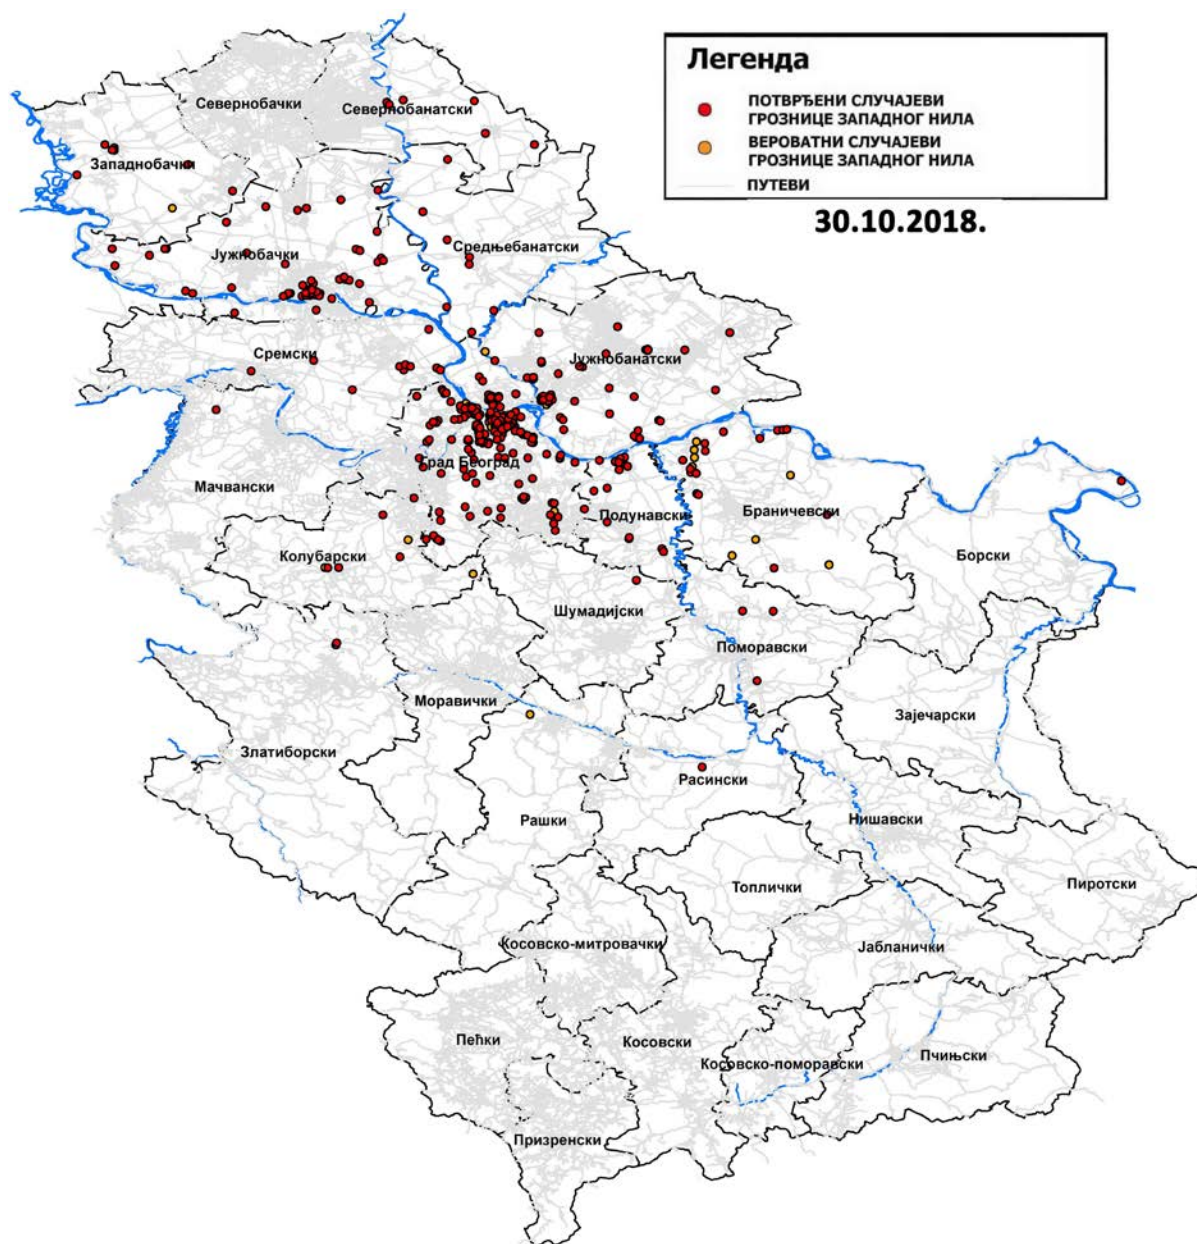 Легенда
ПОТВРЂЕНИ СЛУЧАЈЕВИ
ГРОЗНИЦЕ ЗАПАДНОГ НИЛА
ВЕРОВАТНИ СЛУЧАЈЕВИ
ГРОЗНИЦЕ ЗАПАДНОГ НИЛА
ПУТЕВИ
30.10.2018.
Севернобачки
Севернобанатски
Западнобачки
Јужнобачки
Средњебанатски
Сремски
Јужнобанатски
Град Београд
Мачвански
Подунавски
Браничевски
Колубарски
Борски
Шумадијски
Поморавски
Моравички
Зајечарски
Златиборски
Расински
Рашки
Нишавски
Топлички
Пиротски
Косовско-митровачки
Јабланички
Пећки
Косовски
Косовско-поморавски
Пчињски
Призренски